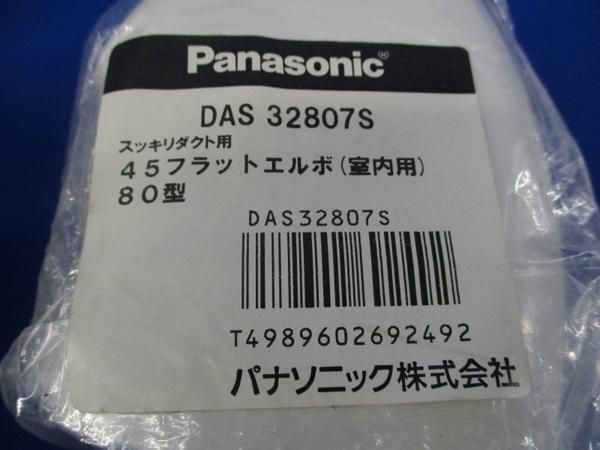 Panasonic®
DAS 32807S
スッキリダクト用
45フラットエルボ(室内用)
80型
DAS32807S
T4989602692492
パナソニック株式会社